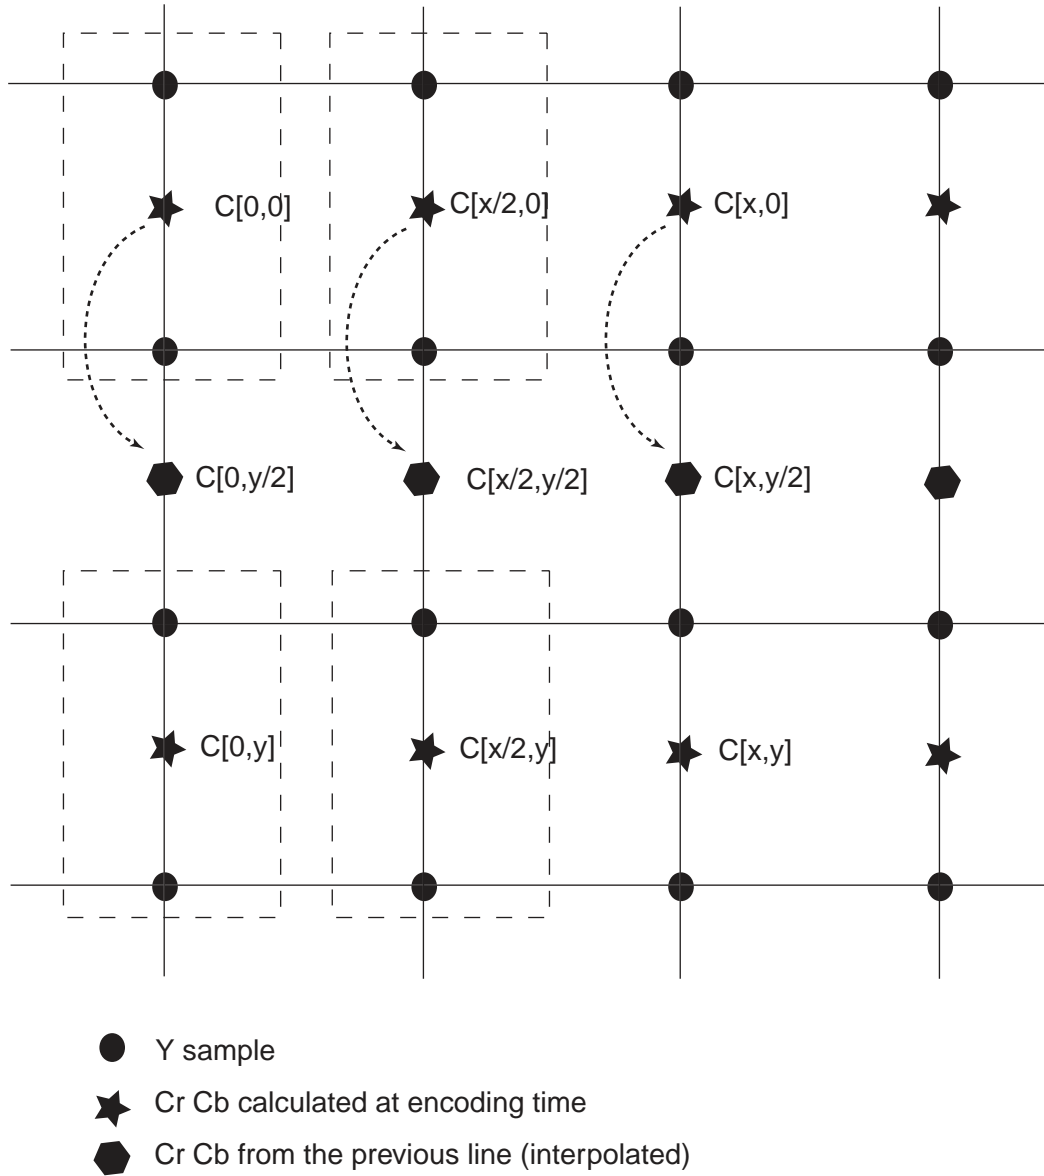 C[0,0] C[x/2,0] C[x,0]
C[0,y/2] C[x/2,y/2] C[x,y/2]
C[0,y] C[x/2,y] C[x,y]
Y sample
Cr Cb calculated at encoding time
Cr Cb from the previous line (interpolated)